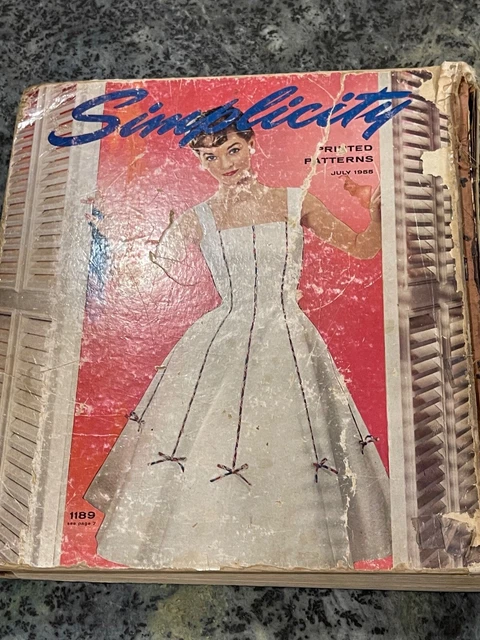 Simplicity
PRINTED
PATTERNS
JULY 1955
1189
see page 7